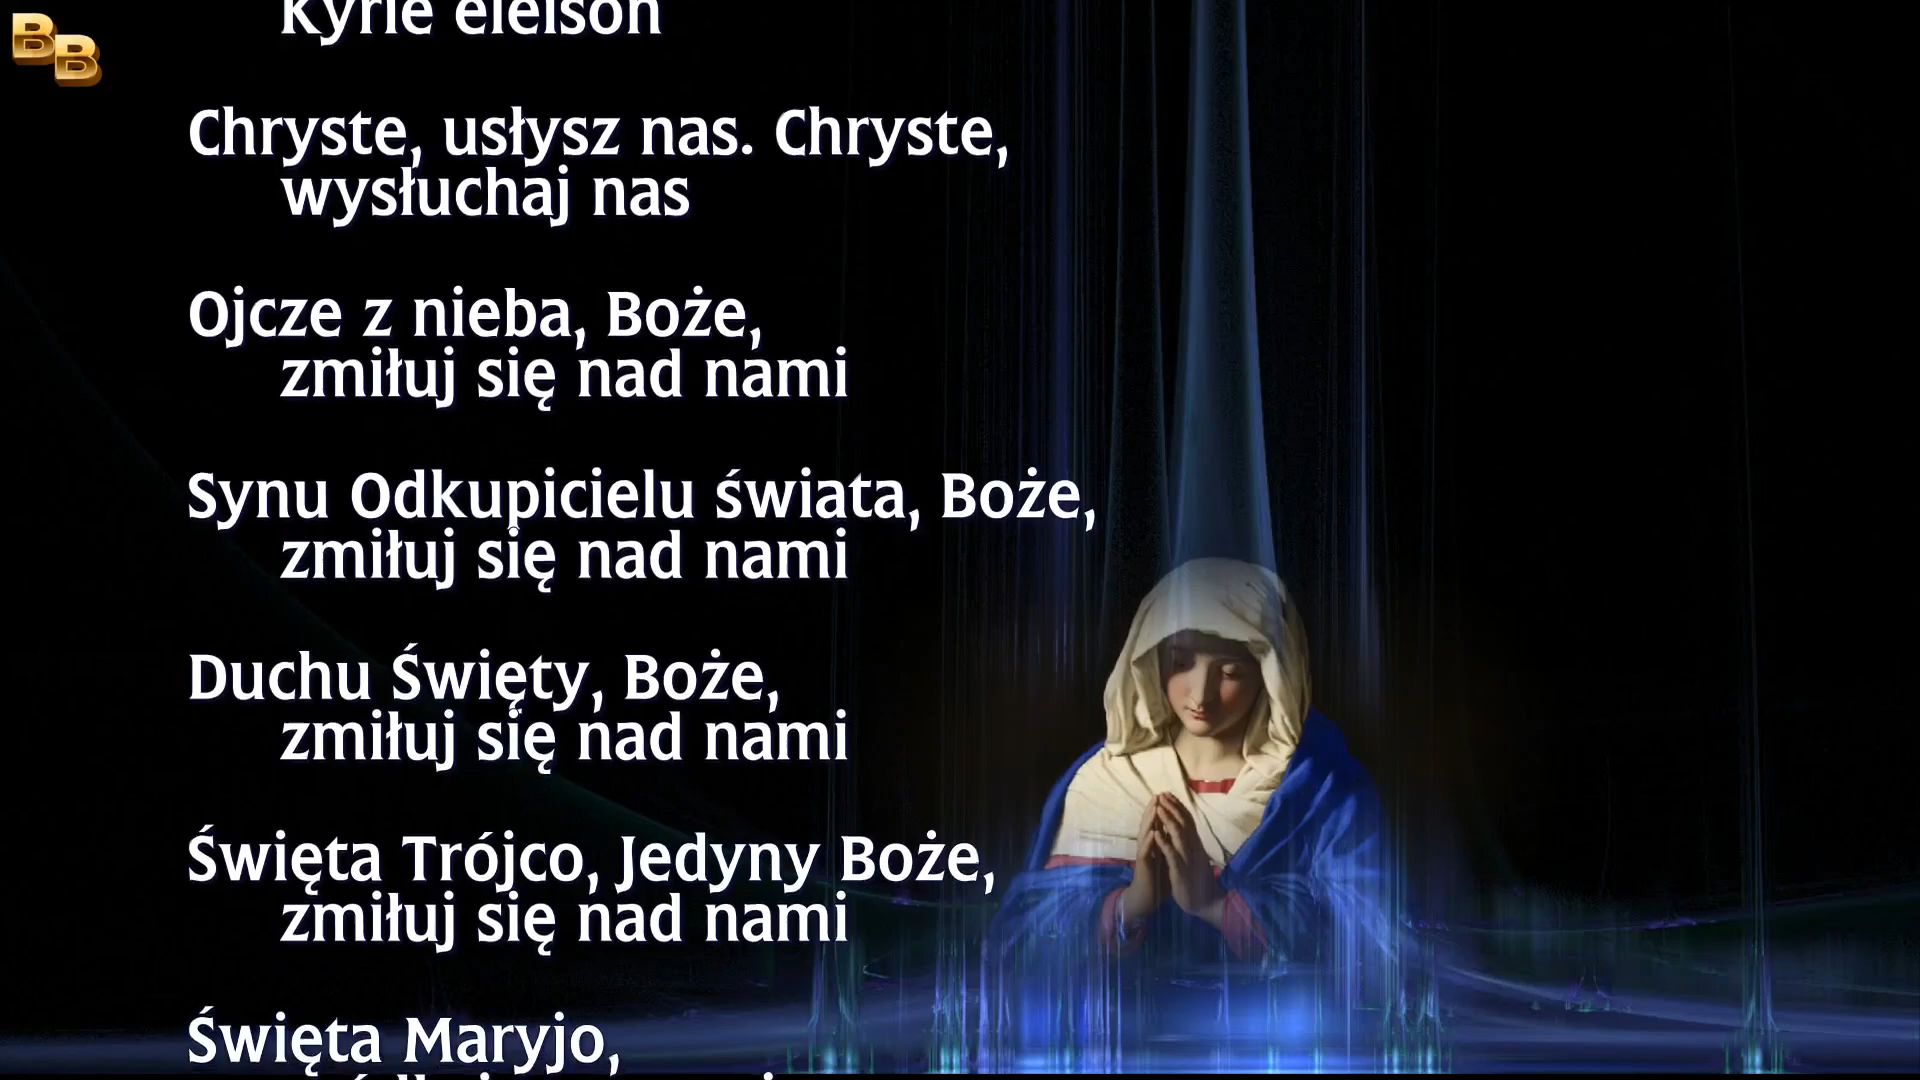 BB
Kyrie eleison
Chryste, usłysz nas. Chryste,
wysłuchaj nas
Ojcze z nieba, Boże,
zmiłuj się nad nami
Synu Odkupicielu świata, Boże,
zmiłuj się nad nami
Duchu Święty, Boże,
zmiłuj się nad nami
Święta Trójco, Jedyny Boże,
zmiłuj się nad nami
Święta Maryjo,